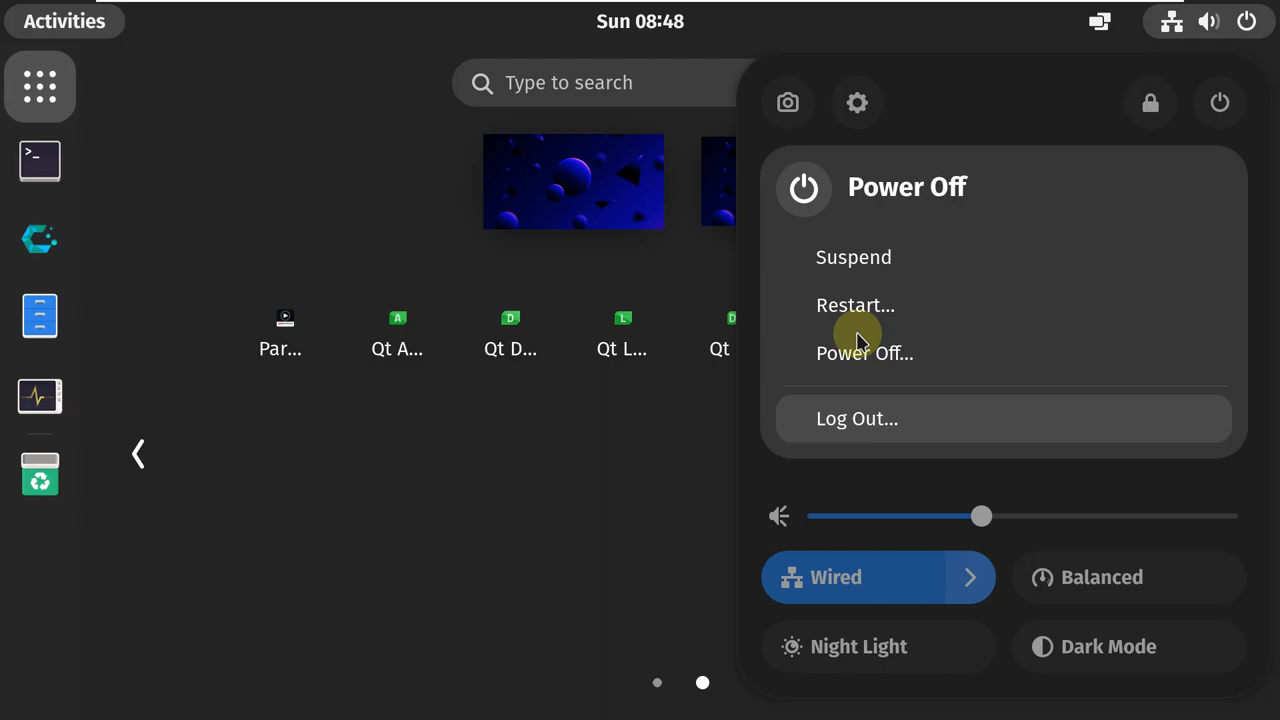 Activities
Sun 08:48
Type to search
Power Off
Suspend
Restart...
Power Off...
Log Out...
Par...
Qt A...
Qt D...
Qt L...
Qt
Wired
Balanced
Night Light
Dark Mode